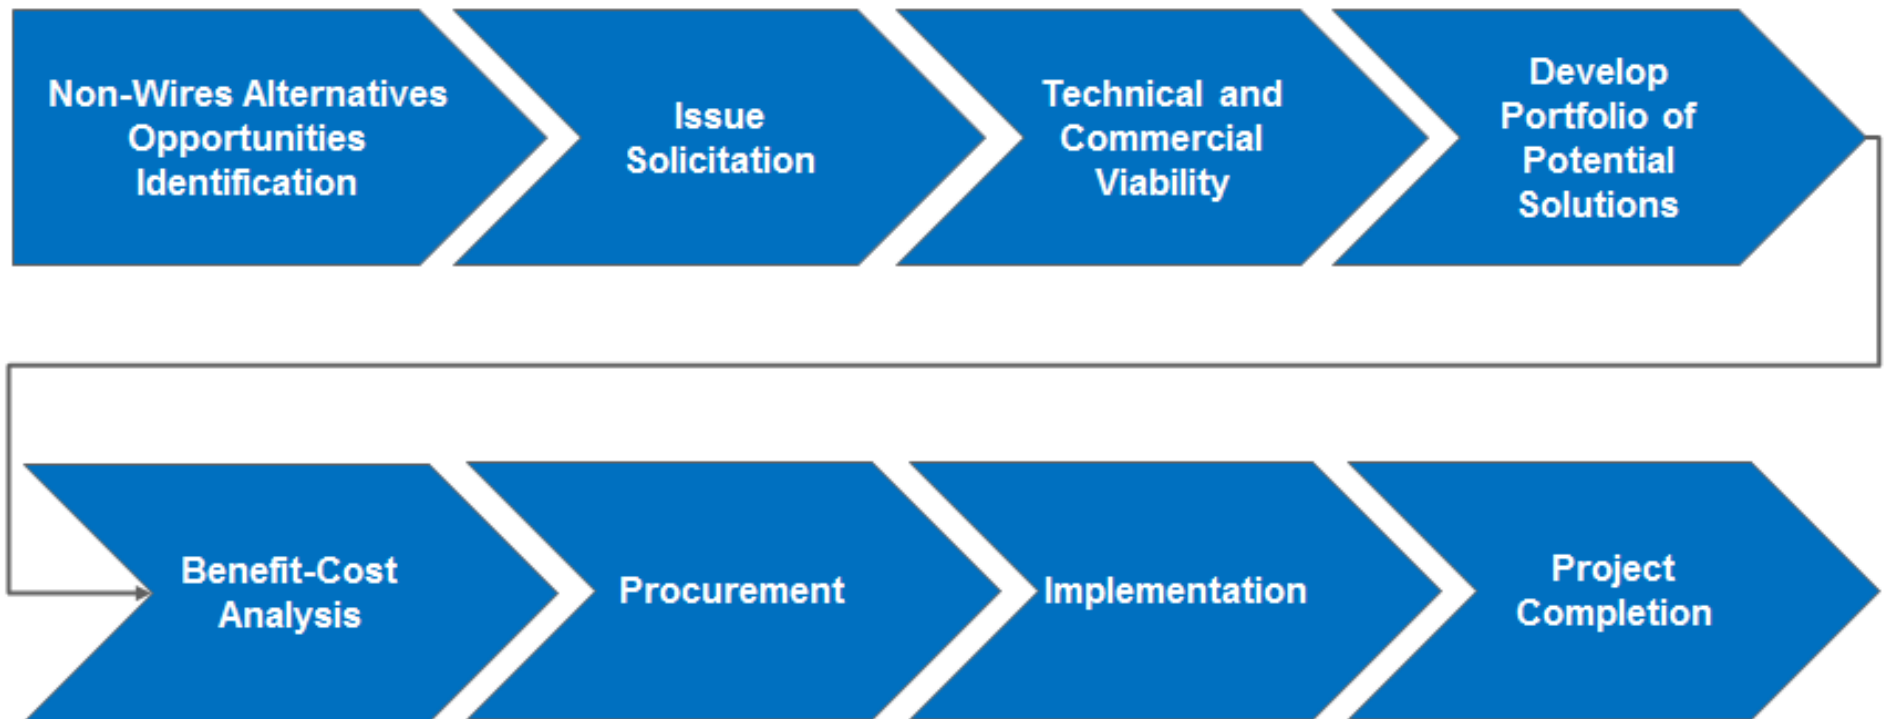 Non-Wires Alternatives
Opportunities
Identification
Issue
Solicitation
Technical and
Commercial
Viability
Develop
Portfolio of
Potential
Solutions
Benefit-Cost
Analysis
Procurement
Implementation
Project
Completion